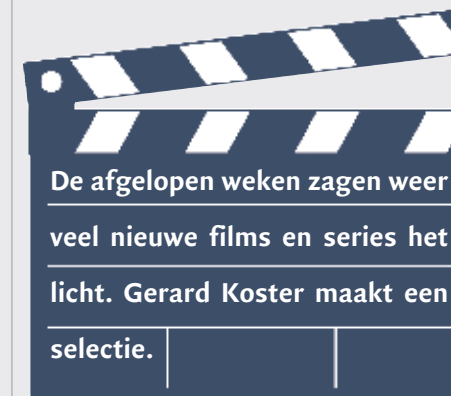 De afgelopen weken zagen weer
veel nieuwe films en series het
licht. Gerard Koster maakt een
selectie.